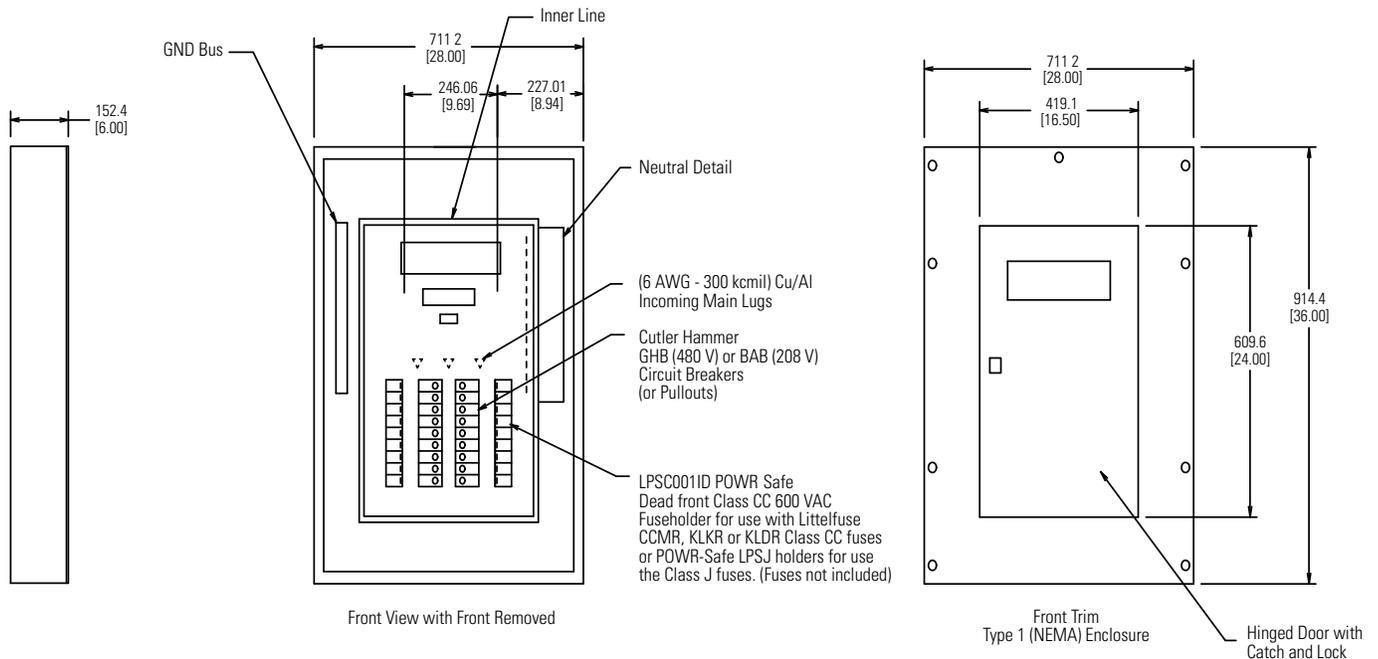 152.4
[6.00]
GND Bus
Inner Line
711 2
[28.00]
246.06
[9.69]
227.01
[8.94]
Neutral Detail
(6 AWG - 300 kcmil) Cu/Al
Incoming Main Lugs
Cutler Hammer
GHB (480 V) or BAB (208 V)
Circuit Breakers
(or Pullouts)
LPSC001ID POWR Safe
Dead front Class CC 600 VAC
Fuseholder for use with Littelfuse
CCMR, KLKR or KLDR Class CC fuses
or POWR-Safe LPSJ holders for use
the Class J fuses. (Fuses not included)
Front View with Front Removed
711 2
[28.00]
419.1
[16.50]
914.4
[36.00]
609.6
[24.00]
Front Trim
Type 1 (NEMA) Enclosure
Hinged Door with
Catch and Lock